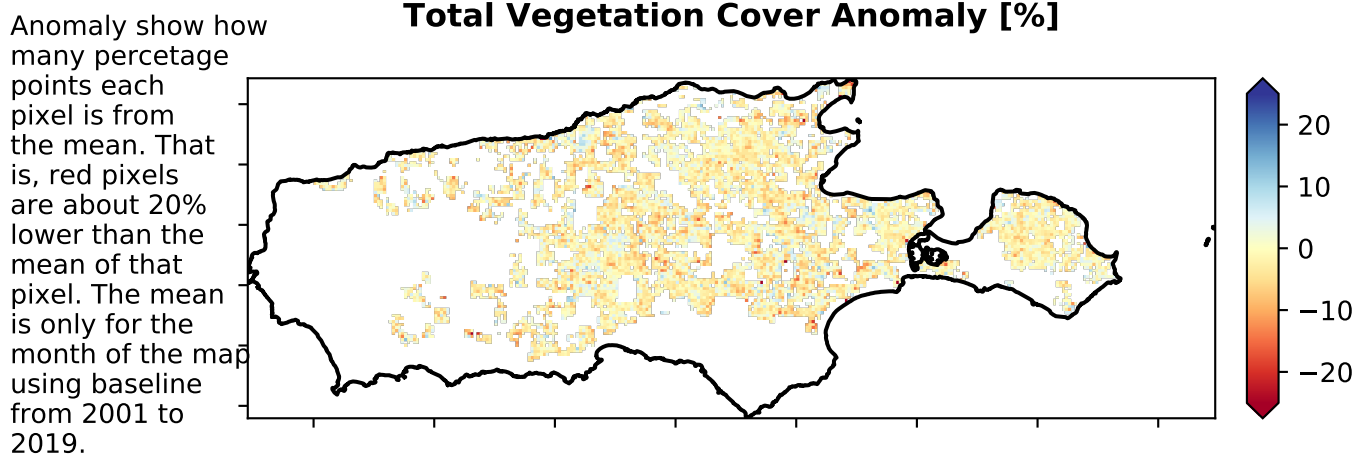 Total Vegetation Cover Anomaly [%]
Anomaly show how
many percetage
points each
pixel is from
the mean. That
is, red pixels
are about 20%
lower than the
mean of that
pixel. The mean
is only for the
month of the map
using baseline
from 2001 to
2019.
20
10
0
−10
−20